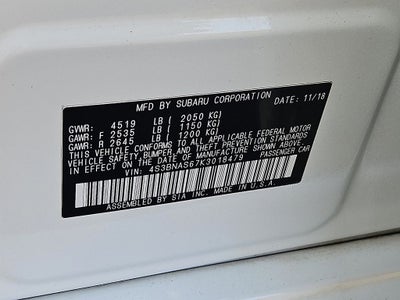 MFD BY SUBARU CORPORATION DATE: 11/18
GVWR: 4519 LB ( 2050 KG)
GAWR: F 2535 LB ( 1150 KG)
GAWR: R 2645 LB ( 1200 KG)
THIS VEHICLE CONFORMS TO ALL APPLICABLE FEDERAL MOTOR
VEHICLE SAFETY, BUMPER, AND THEFT PREVENTION STANDARDS
IN EFFECT ON THE DATE OF MANUFACTURE SHOWN ABOVE.
VIN: 4S3BNAS67K3018479 PASSENGER CAR
ASSEMBLED BY SIA INC. MADE IN U.S.A.